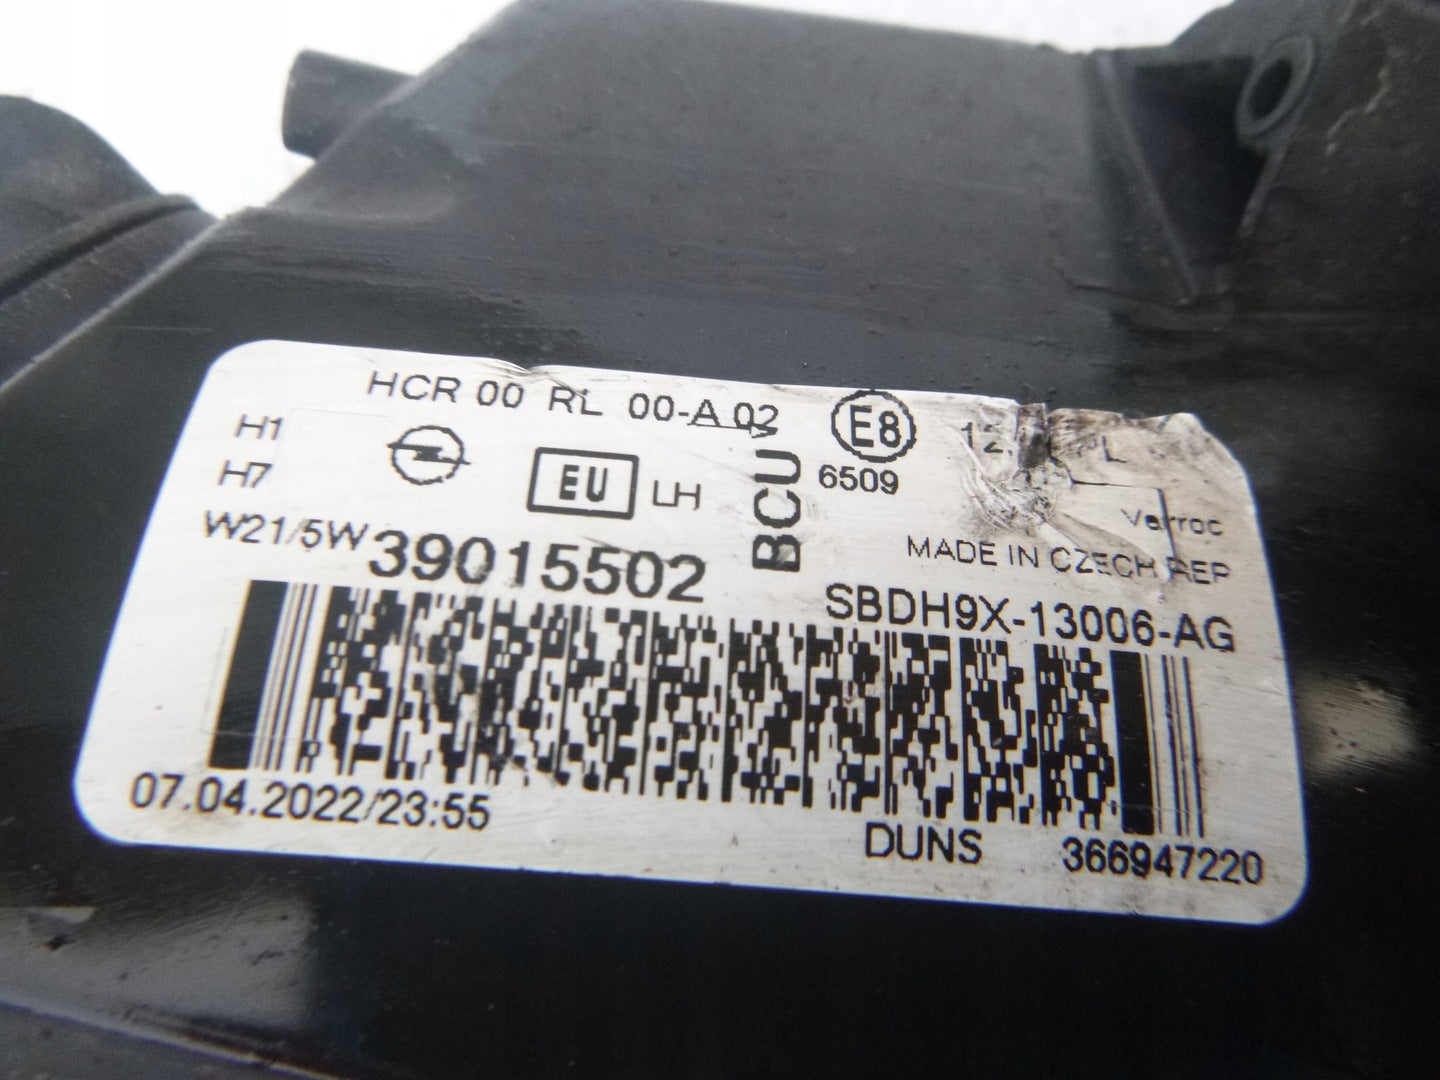 HCR 00 RL 00-A 02
E8
12
H1
EU
LH
BCU
6509
H7
W21/5W
39015502
MADE IN CZECH REP
SBDH9X-13006-AG
07.04.2022/23:55
DUNS 366947220